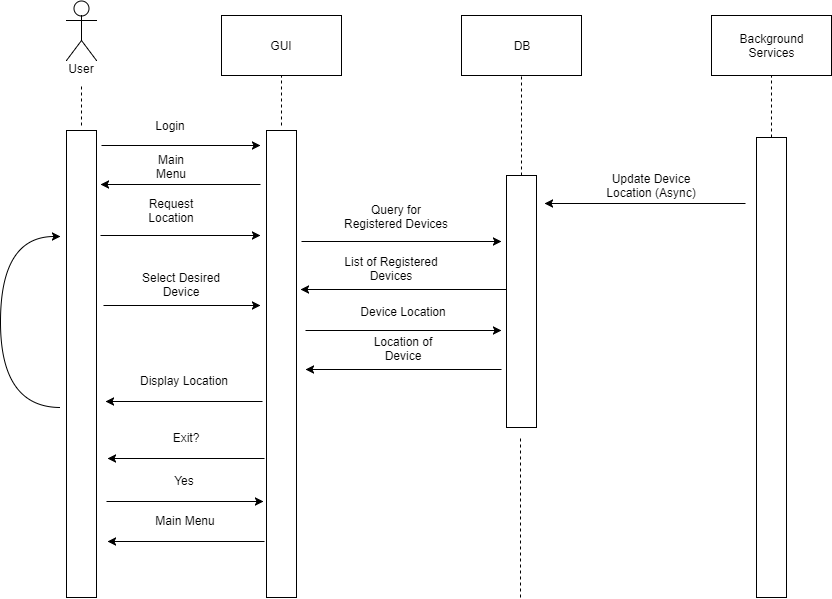 User
GUI
DB
Background
Services
Login
Main
Menu
Update Device
Location (Async)
Request
Location
Query for
Registered Devices
List of Registered
Devices
Select Desired
Device
Device Location
Location of
Device
Display Location
Exit?
Yes
Main Menu